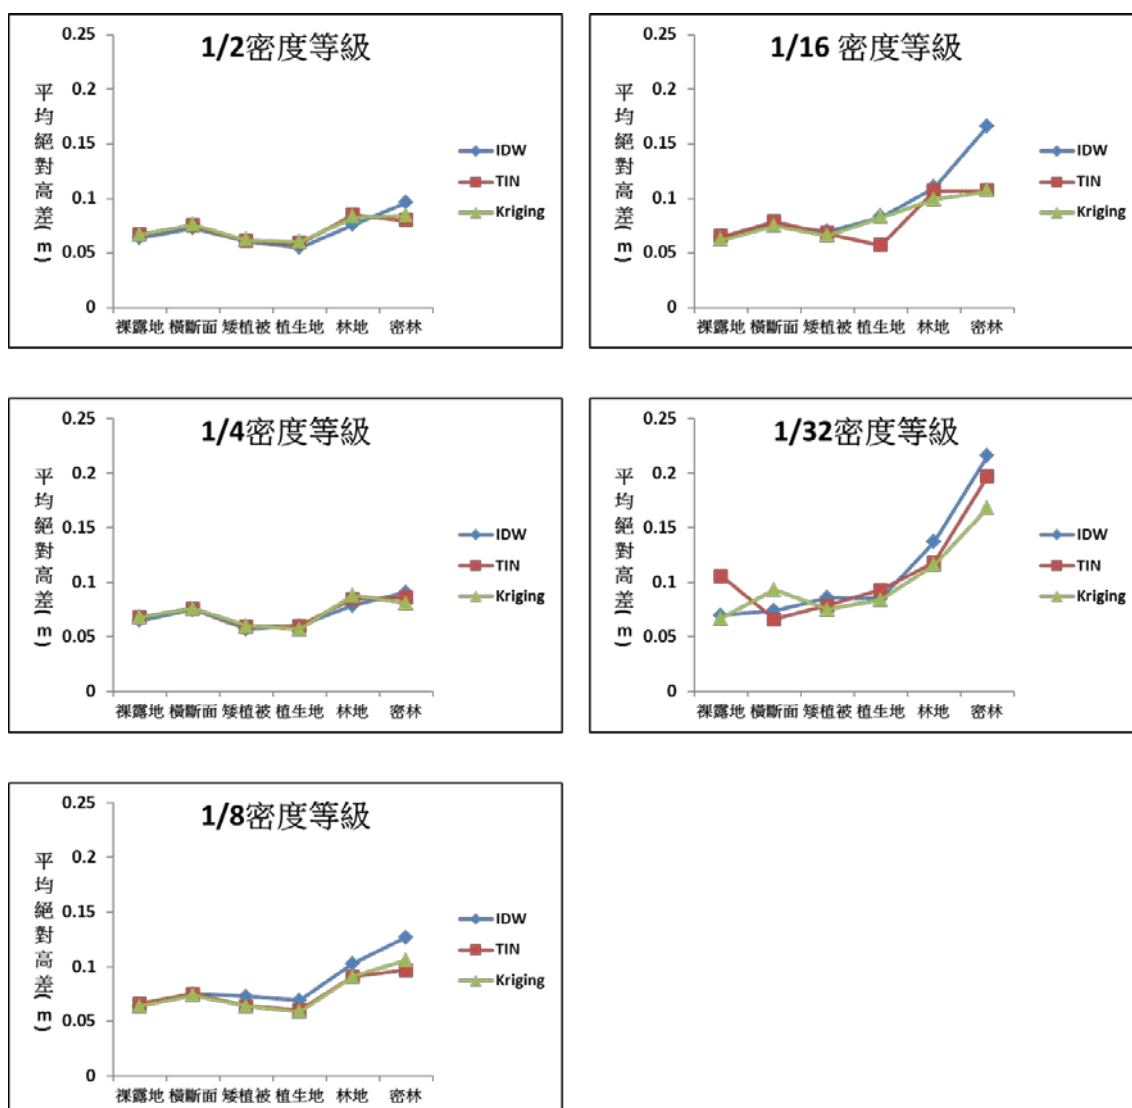 1/2密度等級
平均絕對高差(m)
0.25
0.2
0.15
0.1
0.05
0
裸露地 橫斷面 矮植被 植生地 林地 密林
IDW
TIN
Kriging
1/16 密度等級
平均絕對高差(m)
0.25
0.2
0.15
0.1
0.05
0
裸露地 橫斷面 矮植被 植生地 林地 密林
IDW
TIN
Kriging
1/4密度等級
平均絕對高差(m)
0.25
0.2
0.15
0.1
0.05
0
裸露地 橫斷面 矮植被 植生地 林地 密林
IDW
TIN
Kriging
1/32密度等級
平均絕對高差(m)
0.25
0.2
0.15
0.1
0.05
0
裸露地 橫斷面 矮植被 植生地 林地 密林
IDW
TIN
Kriging
1/8密度等級
平均絕對高差(m)
0.25
0.2
0.15
0.1
0.05
0
裸露地 橫斷面 矮植被 植生地 林地 密林
IDW
TIN
Kriging